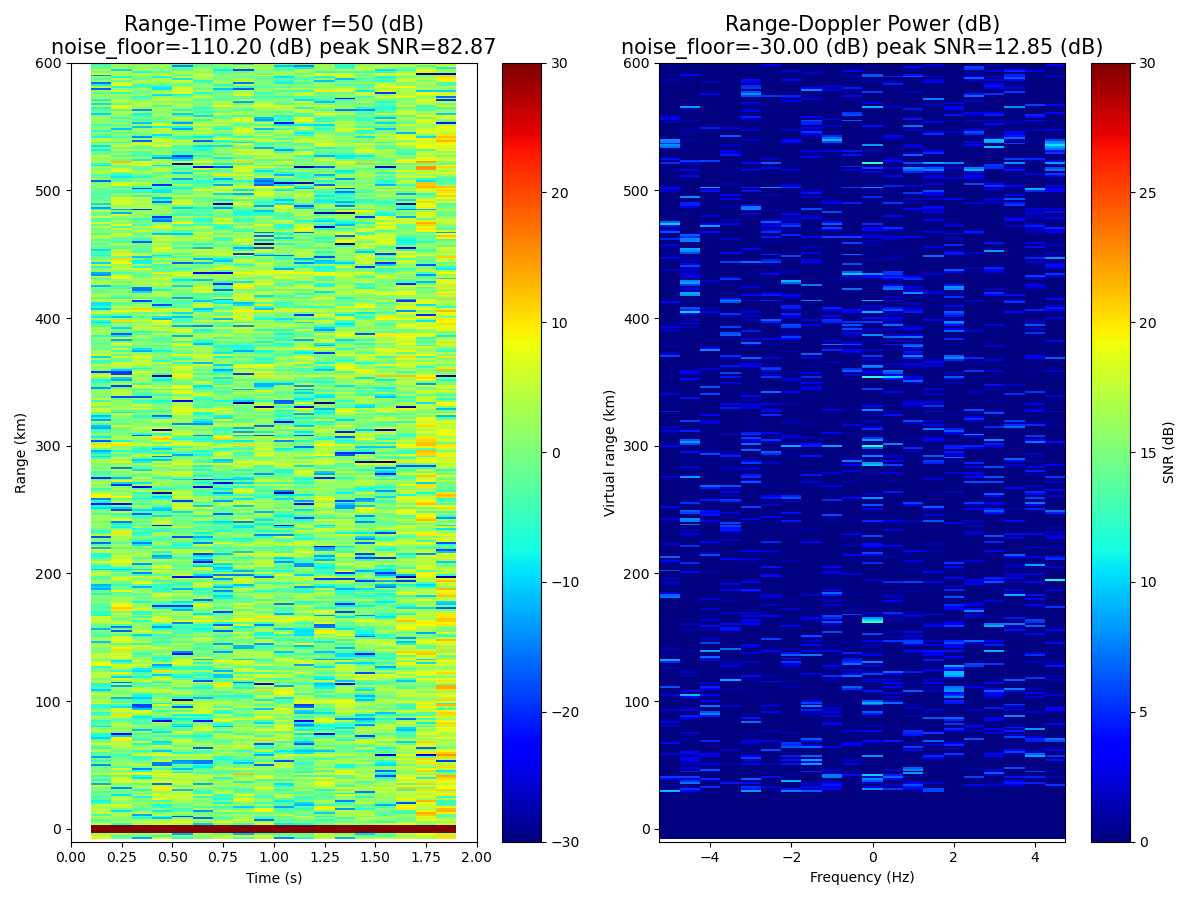 Range-Time Power f=50 (dB)
noise_floor=-110.20 (dB) peak SNR=82.87
600
500
400
300
200
100
0
Range (km)
0.00 0.25 0.50 0.75 1.00 1.25 1.50 1.75 2.00
Time (s)
30
20
10
0
−10
−20
−30
Range-Doppler Power (dB)
noise_floor=-30.00 (dB) peak SNR=12.85 (dB)
600
500
400
300
200
100
0
Virtual range (km)
−4 −2 0 2 4
Frequency (Hz)
30
25
20
15
10
5
0
SNR (dB)